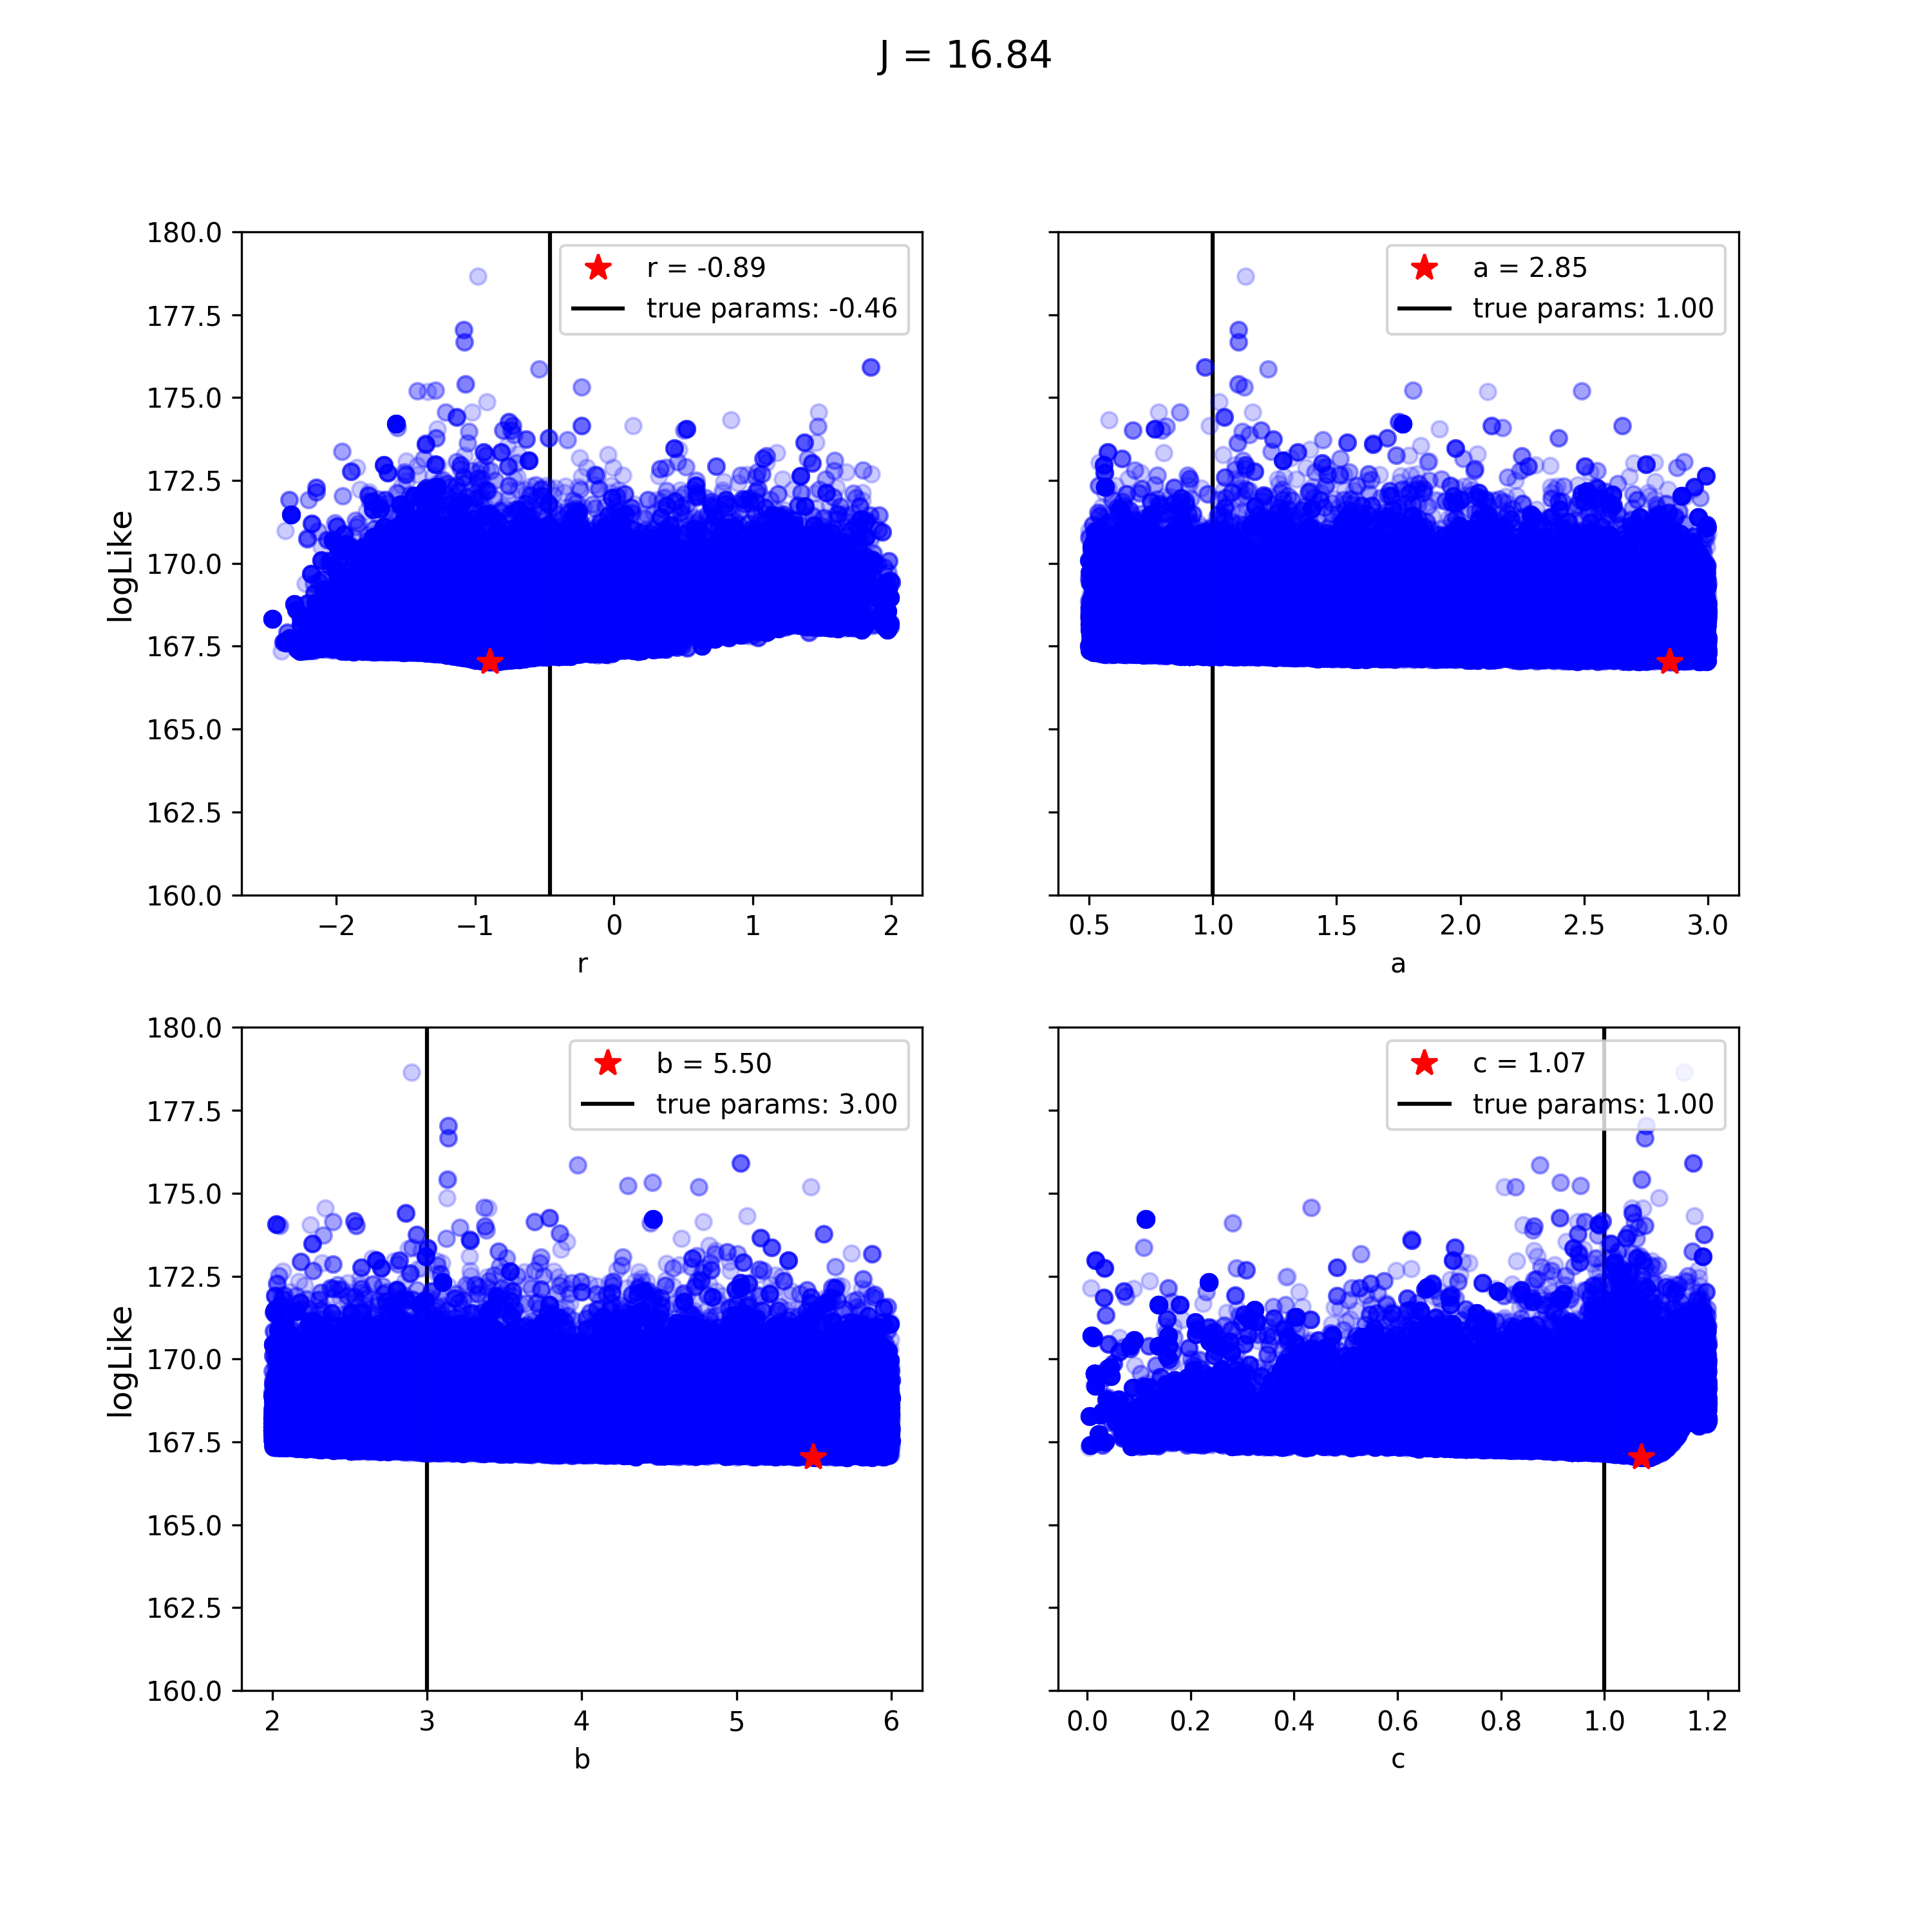 J = 16.84
180.0
177.5
175.0
172.5
170.0
167.5
165.0
162.5
160.0
logLike
r = -0.89
true params: -0.46
−2 −1 0 1 2
r
a = 2.85
true params: 1.00
0.5 1.0 1.5 2.0 2.5 3.0
a
180.0
177.5
175.0
172.5
170.0
167.5
165.0
162.5
160.0
logLike
b = 5.50
true params: 3.00
2 3 4 5 6
b
c = 1.07
true params: 1.00
0.0 0.2 0.4 0.6 0.8 1.0 1.2
c